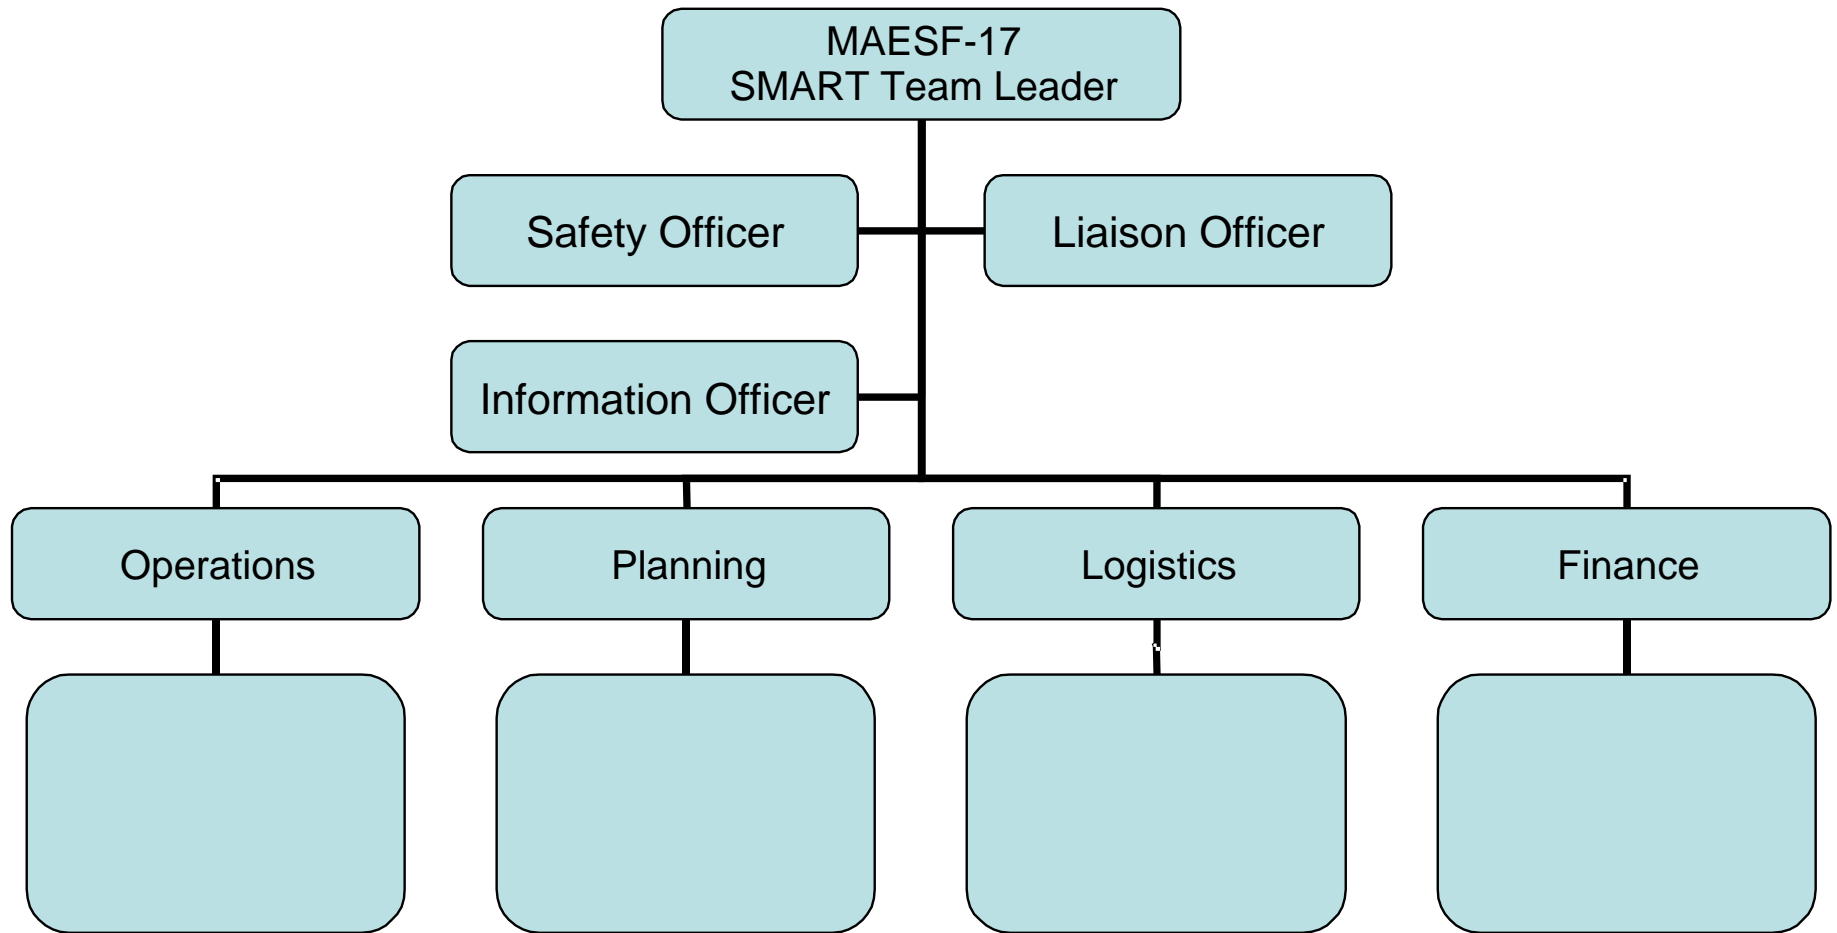 MAESF-17
SMART Team Leader
Safety Officer
Liaison Officer
Information Officer
Operations
Planning
Logistics
Finance